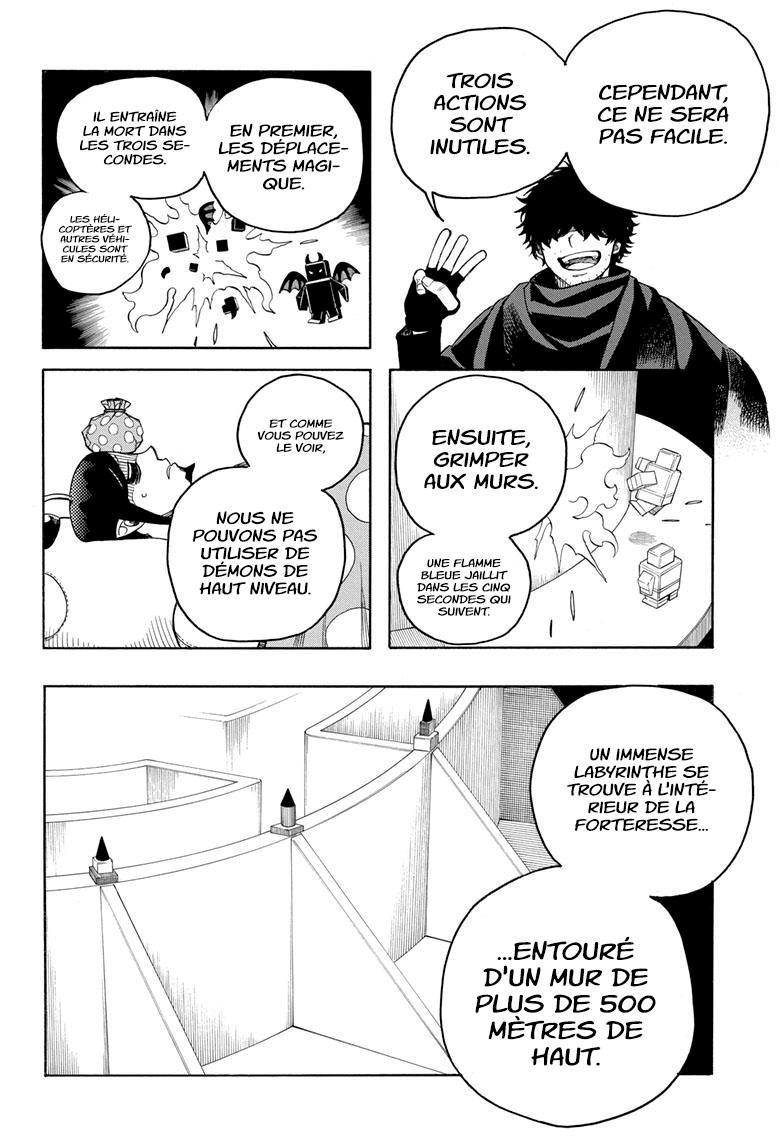 CEPENDANT,
CE NE SERA
PAS FACILE.
TROIS
ACTIONS
SONT
INUTILES.
EN PREMIER,
LES DÉPLACE-
MENTS MAGI-
QUE.
IL ENTRAÎNE
LA MORT DANS
LES TROIS SE-
CONDES.
LES HÉLI-
COPTÈRES ET
AUTRES VÉHI-
CULES SONT
EN SÉCURITÉ.
ENSUITE,
GRIMPER
AUX MURS.
UNE FLAMME
BLEUE JAILLIT
DANS LES CINQ
SECONDES QUI
SUIVENT.
ET COMME
VOUS POUVEZ
LE VOIR,
NOUS NE
POUVONS PAS
UTILISER DE
DÉMONS DE
HAUT NIVEAU.
UN IMMENSE
LABYRINTHE SE
TROUVE À L'INTÉ-
RIEUR DE LA
FORTERESSE...
...ENTOURÉ
D'UN MUR DE
PLUS DE 500
MÈTRES DE
HAUT.